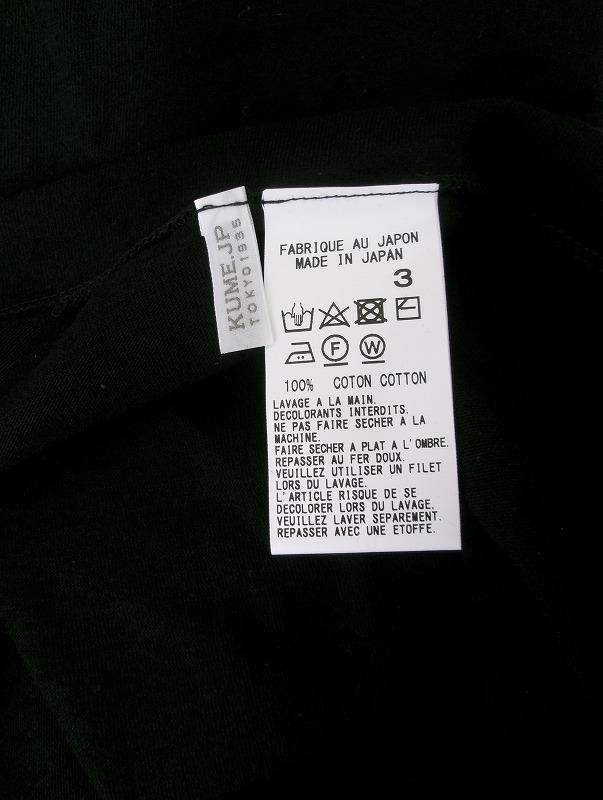 KUME.JP
TOKYO1935
FABRIQUE AU JAPON
MADE IN JAPAN
3
F W
100% COTON COTTON
LAVAGE A LA MAIN.
DECOLORANTS INTERDITS.
NE PAS FAIRE SECHER A LA
MACHINE.
FAIRE SECHER A PLAT A L'OMBRE.
REPASSER AU FER DOUX.
VEUILLEZ UTILISER UN FILET
LORS DU LAVAGE.
L'ARTICLE RISQUE DE SE
DECOLORER LORS DU LAVAGE.
VEUILLEZ LAVER SEPAREMENT.
REPASSER AVEC UNE ETOFFE.